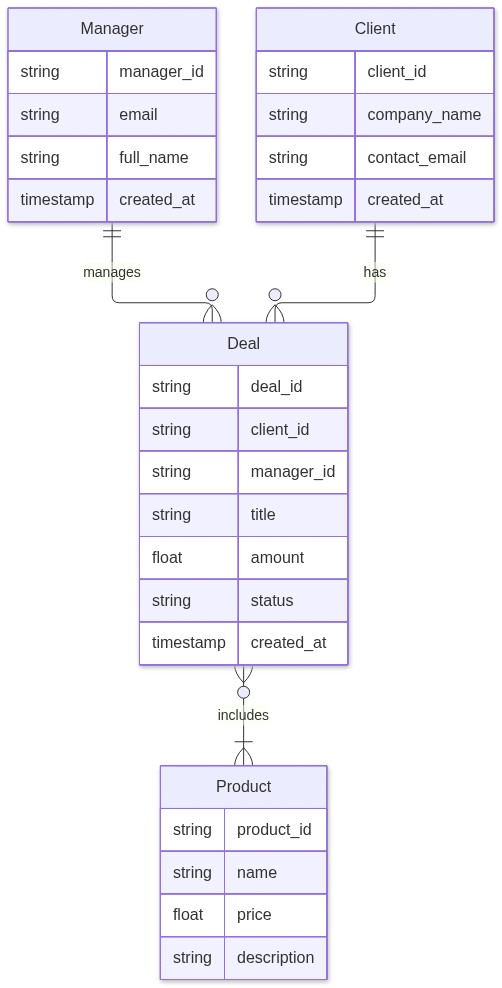 Manager
string manager_id
string email
string full_name
timestamp created_at
Client
string client_id
string company_name
string contact_email
timestamp created_at
manages
has
Deal
string deal_id
string client_id
string manager_id
string title
float amount
string status
timestamp created_at
includes
Product
string product_id
string name
float price
string description